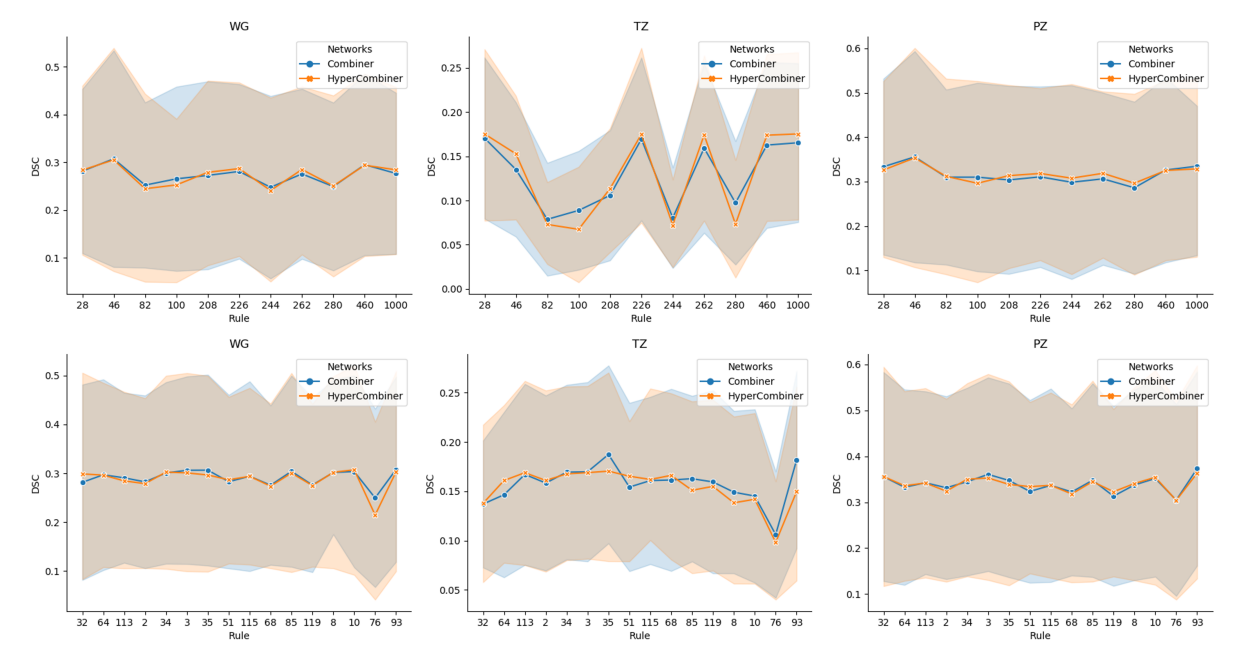 WG
Networks
Combiner
HyperCombiner
0.5
0.4
0.3
0.2
0.1
DSC
28 46 82 100 208 226 244 262 280 460 1000
Rule
TZ
Networks
Combiner
HyperCombiner
0.25
0.20
0.15
0.10
0.05
0.00
DSC
28 46 82 100 208 226 244 262 280 460 1000
Rule
PZ
Networks
Combiner
HyperCombiner
0.6
0.5
0.4
0.3
0.2
0.1
DSC
28 46 82 100 208 226 244 262 280 460 1000
Rule
WG
Networks
Combiner
HyperCombiner
0.5
0.4
0.3
0.2
0.1
DSC
32 64 113 2 34 3 35 51 115 68 85 119 8 10 76 93
Rule
TZ
Networks
Combiner
HyperCombiner
0.25
0.20
0.15
0.10
0.05
DSC
32 64 113 2 34 3 35 51 115 68 85 119 8 10 76 93
Rule
PZ
Networks
Combiner
HyperCombiner
0.6
0.5
0.4
0.3
0.2
0.1
DSC
32 64 113 2 34 3 35 51 115 68 85 119 8 10 76 93
Rule